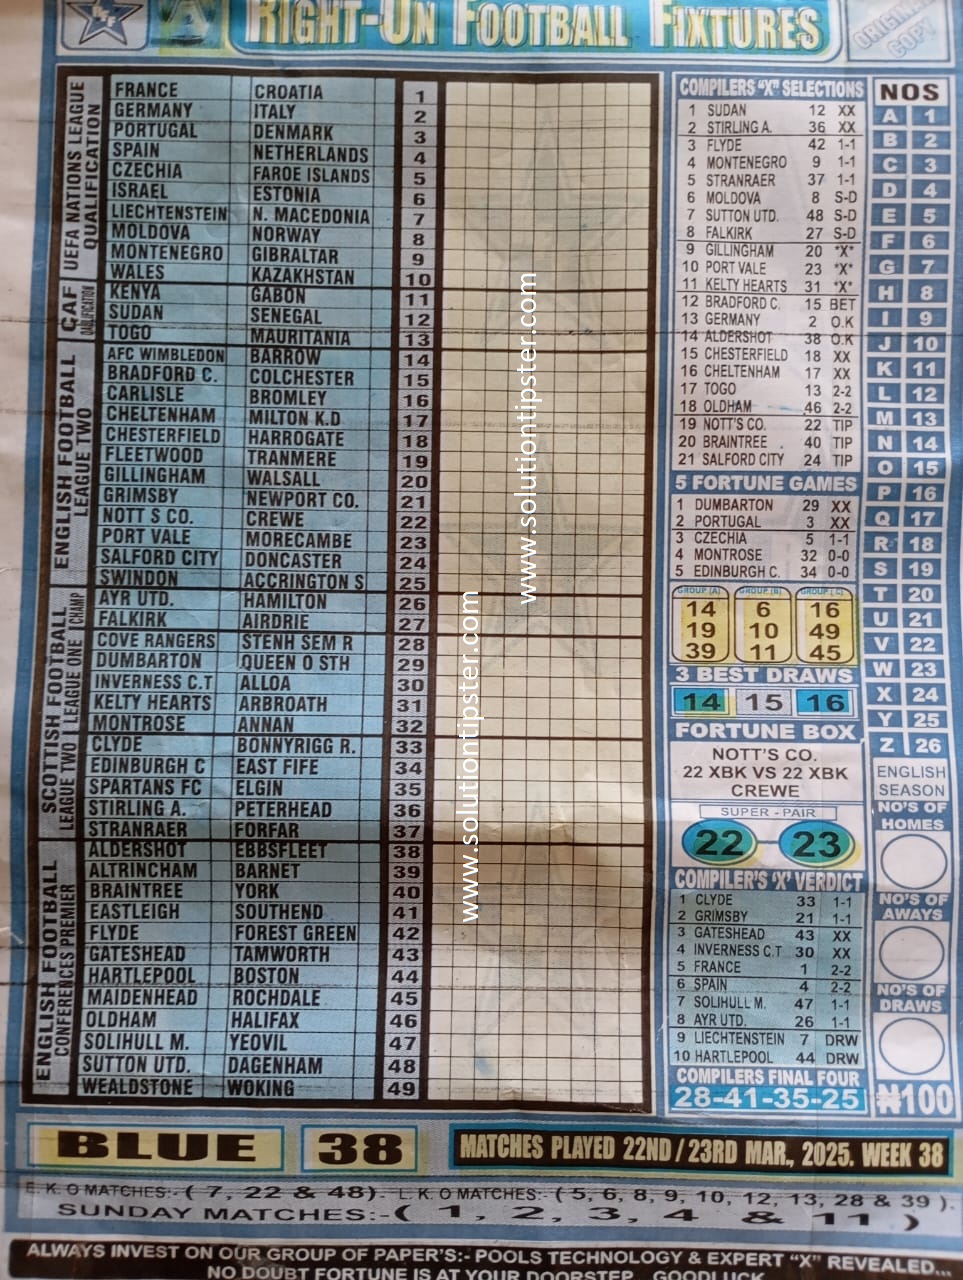 RIGHT-ON FOOTBALL FIXTURES
ORIGINAL COPY
UEFA NATIONS LEAGUE QUALIFICATION
FRANCE CROATIA 1
GERMANY ITALY 2
PORTUGAL DENMARK 3
SPAIN NETHERLANDS 4
CZECHIA FAROE ISLANDS 5
ISRAEL ESTONIA 6
LIECHTENSTEIN N. MACEDONIA 7
MOLDOVA NORWAY 8
MONTENEGRO GIBRALTAR 9
WALES KAZAKHSTAN 10
CAF QUALIFICATION
KENYA GABON 11
SUDAN SENEGAL 12
TOGO MAURITANIA 13
ENGLISH FOOTBALL LEAGUE TWO
AFC WIMBLEDON BARROW 14
BRADFORD C. COLCHESTER 15
CARLISLE BROMLEY 16
CHELTENHAM MILTON K.D 17
CHESTERFIELD HARROGATE 18
FLEETWOOD TRANMERE 19
GILLINGHAM WALSALL 20
GRIMSBY NEWPORT CO. 21
NOTT S CO. CREWE 22
PORT VALE MORECAMBE 23
SALFORD CITY DONCASTER 24
SWINDON ACCRINGTON S 25
SCOTTISH FOOTBALL
LEAGUE TWO LEAGUE ONE CHAMP
AYR UTD. HAMILTON 26
FALKIRK AIRDRIE 27
COVE RANGERS STENH SEM R 28
DUMBARTON QUEEN O STH 29
INVERNESS C.T ALLOA 30
KELTY HEARTS ARBROATH 31
MONTROSE ANNAN 32
CLYDE BONNYRIGG R. 33
EDINBURGH C EAST FIFE 34
SPARTANS FC ELGIN 35
STIRLING A. PETERHEAD 36
STRANRAER FORFAR 37
ENGLISH FOOTBALL CONFERENCES PREMIER
ALDERSHOT EBBSFLEET 38
ALTRINCHAM BARNET 39
BRAINTREE YORK 40
EASTLEIGH SOUTHEND 41
FLYDE FOREST GREEN 42
GATESHEAD TAMWORTH 43
HARTLEPOOL BOSTON 44
MAIDENHEAD ROCHDALE 45
OLDHAM HALIFAX 46
SOLIHULL M. YEOVIL 47
SUTTON UTD. DAGENHAM 48
WEALDSTONE WOKING 49
www.solutiontipster.com
www.solutiontipster.com
COMPILERS "X" SELECTIONS
1 SUDAN 12 XX
2 STIRLING A. 36 XX
3 FLYDE 42 1-1
4 MONTENEGRO 9 1-1
5 STRANRAER 37 1-1
6 MOLDOVA 8 S-D
7 SUTTON UTD. 48 S-D
8 FALKIRK 27 S-D
9 GILLINGHAM 20 "X"
10 PORT VALE 23 "X"
11 KELTY HEARTS 31 "X"
12 BRADFORD C. 15 BET
13 GERMANY 2 O.K
14 ALDERSHOT 38 O.K
15 CHESTERFIELD 18 XX
16 CHELTENHAM 17 XX
17 TOGO 13 2-2
18 OLDHAM 46 2-2
19 NOTT'S CO. 22 TIP
20 BRAINTREE 40 TIP
21 SALFORD CITY 24 TIP
5 FORTUNE GAMES
1 DUMBARTON 29 XX
2 PORTUGAL 3 XX
3 CZECHIA 5 1-1
4 MONTROSE 32 0-0
5 EDINBURGH C. 34 0-0
GROUP (A) GROUP (B) GROUP (C)
14 6 16
19 10 49
39 11 45
3 BEST DRAWS
14 15 16
FORTUNE BOX
NOTT'S CO.
22 XBK VS 22 XBK
CREWE
SUPER - PAIR
22 - 23
COMPILER'S 'X' VERDICT
1 CLYDE 33 1-1
2 GRIMSBY 21 1-1
3 GATESHEAD 43 XX
4 INVERNESS C.T 30 XX
5 FRANCE 1 2-2
6 SPAIN 4 2-2
7 SOLIHULL M. 47 1-1
8 AYR UTD. 26 1-1
9 LIECHTENSTEIN 7 DRW
10 HARTLEPOOL 44 DRW
COMPILERS FINAL FOUR
28-41-35-25
NOS
A 1
B 2
C 3
D 4
E 5
F 6
G 7
H 8
I 9
J 10
K 11
L 12
M 13
N 14
O 15
P 16
Q 17
R 18
S 19
T 20
U 21
V 22
W 23
X 24
Y 25
Z 26
ENGLISH
SEASON
NO'S OF
HOMES
NO'S OF
AWAYS
NO'S OF
DRAWS
₦100
BLUE 38 MATCHES PLAYED 22ND / 23RD MAR., 2025. WEEK 38
E. K. O MATCHES:-( 7, 22 & 48). L. K. O MATCHES:-( 5, 6, 8, 9, 10, 12, 13, 28 & 39 ).
SUNDAY MATCHES:-( 1, 2, 3, 4 & 11 )
ALWAYS INVEST ON OUR GROUP OF PAPER'S:- POOLS TECHNOLOGY & EXPERT "X" REVEALED...
NO DOUBT FORTUNE IS AT YOUR DOORSTEP... GOODLUCK